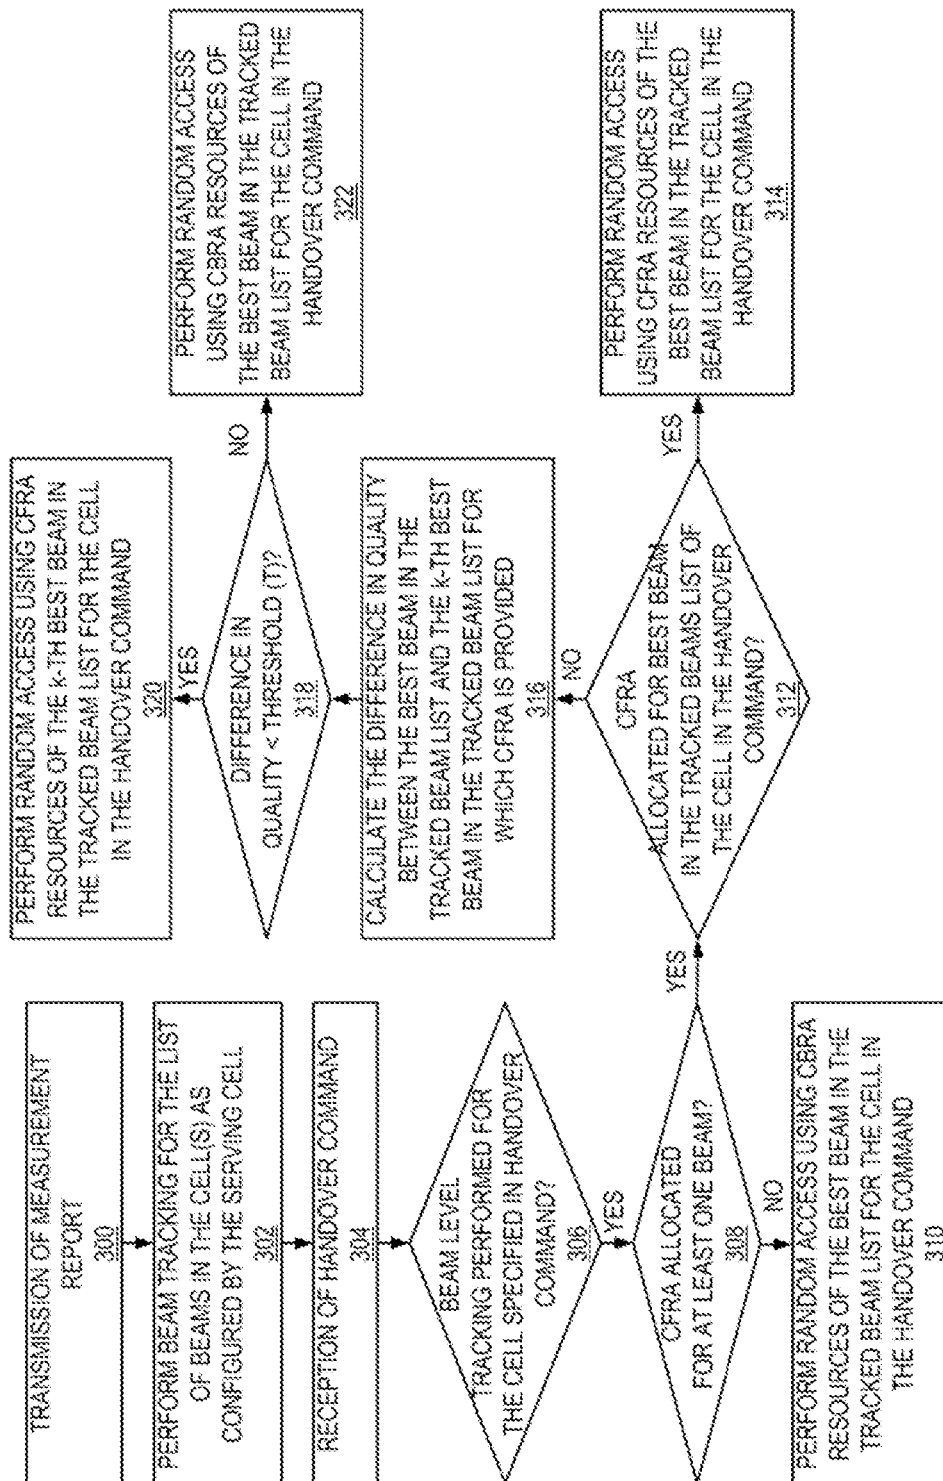 TRANSMISSION OF MEASUREMENT
REPORT
300
PERFORM BEAM TRACKING FOR THE LIST
OF BEAMS IN THE CELL(S) AS
CONFIGURED BY THE SERVING CELL
302
RECEPTION OF HANDOVER COMMAND
304
BEAM LEVEL
TRACKING PERFORMED FOR
THE CELL SPECIFIED IN HANDOVER
COMMAND?
306
YES
CFRA ALLOCATED
FOR AT LEAST ONE BEAM?
308
NO
PERFORM RANDOM ACCESS USING CBRA
RESOURCES OF THE BEST BEAM IN THE
TRACKED BEAM LIST FOR THE CELL IN
THE HANDOVER COMMAND
310
YES
CFRA
ALLOCATED FOR BEST BEAM
IN THE TRACKED BEAMS LIST OF
THE CELL IN THE HANDOVER
COMMAND?
312
YES
PERFORM RANDOM ACCESS
USING CFRA RESOURCES OF THE
BEST BEAM IN THE TRACKED
BEAM LIST FOR THE CELL IN THE
HANDOVER COMMAND
314
NO
CALCULATE THE DIFFERENCE IN QUALITY
BETWEEN THE BEST BEAM IN THE
TRACKED BEAM LIST AND THE K-TH BEST
BEAM IN THE TRACKED BEAM LIST FOR
WHICH CFRA IS PROVIDED
316
DIFFERENCE IN
QUALITY < THRESHOLD (T)?
318
YES
PERFORM RANDOM ACCESS USING CFRA
RESOURCES OF THE K-TH BEST BEAM IN
THE TRACKED BEAM LIST FOR THE CELL
IN THE HANDOVER COMMAND
320
NO
PERFORM RANDOM ACCESS
USING CBRA RESOURCES OF
THE BEST BEAM IN THE TRACKED
BEAM LIST FOR THE CELL IN THE
HANDOVER COMMAND
322